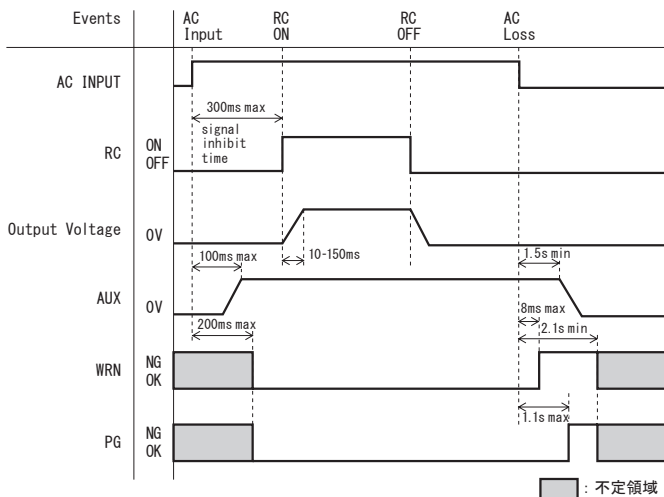 Events
AC
Input
RC
ON
RC
OFF
AC
Loss
AC INPUT
300ms max
signal
inhibit
time
RC
ON
OFF
Output Voltage
0V
10-150ms
100ms max
1.5s min
AUX
0V
8ms max
200ms max
2.1s min
WRN
NG
OK
1.1s max
PG
NG
OK
: 不定領域